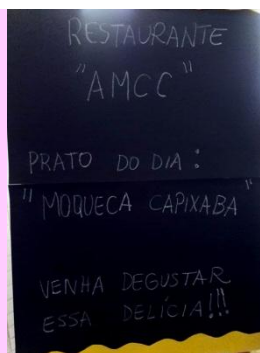 RESTAURANTE
"AMCC"
PRATO DO DIA:
"MOQUECA CAPIXABA"
VENHA DEGUSTAR
ESSA DELÍCIA!!!